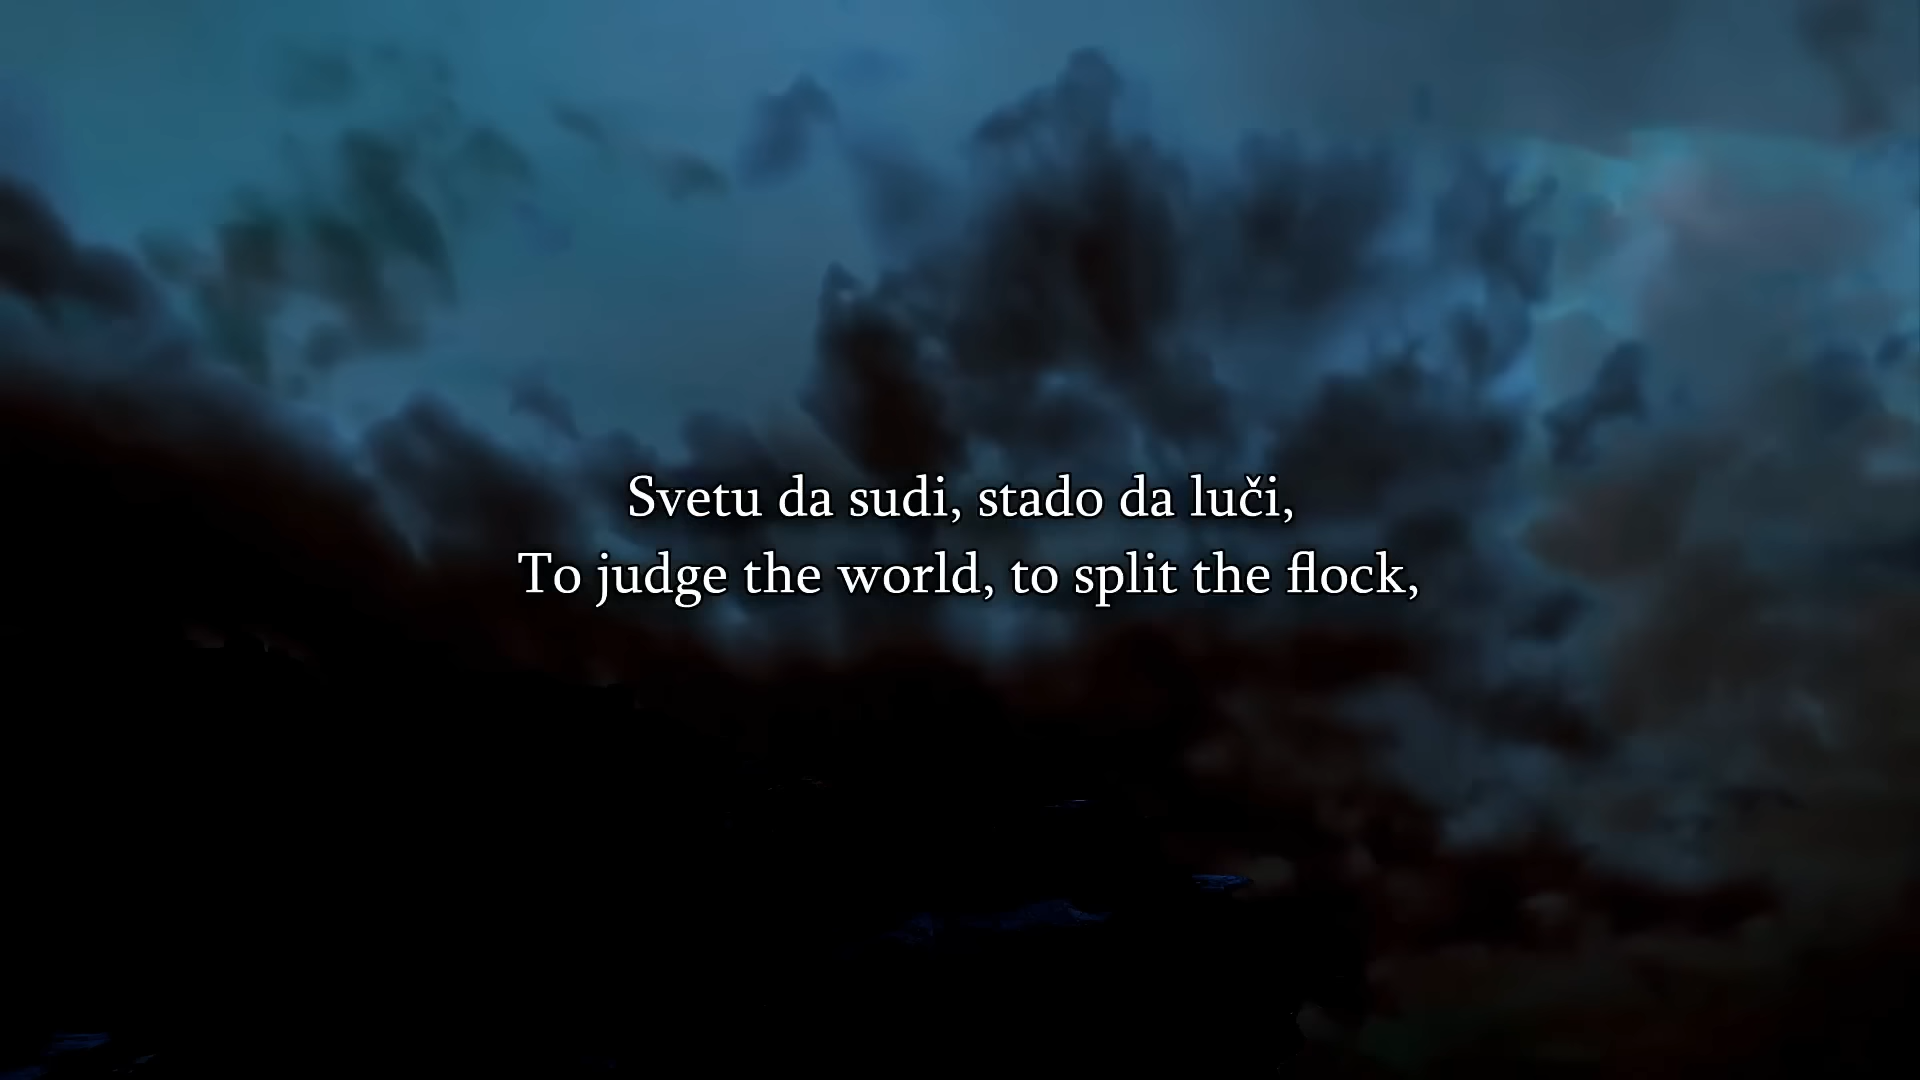 Svetu da sudi, stado da luči,
To judge the world, to split the flock,